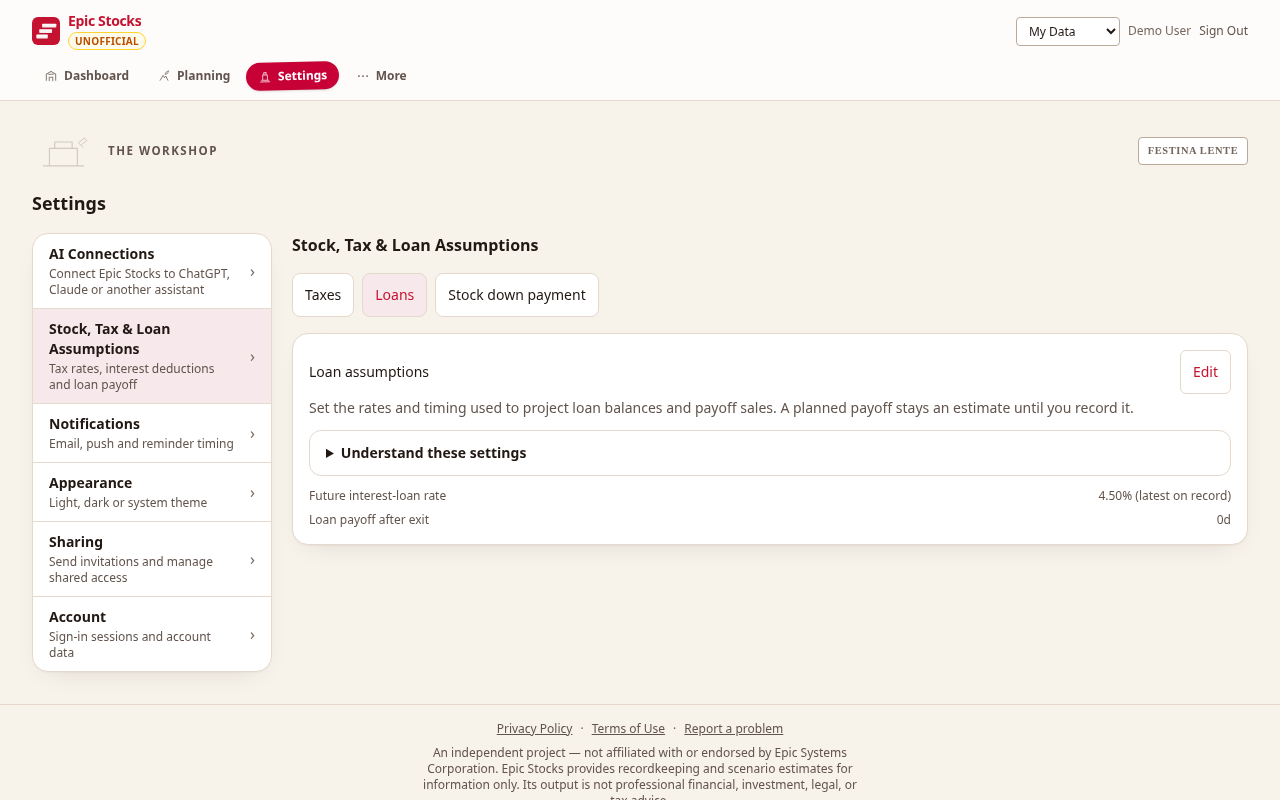 Epic Stocks
UNOFFICIAL
My Data
Demo User
Sign Out
Dashboard
Planning
Settings
More
THE WORKSHOP
FESTINA LENTE
Settings
AI Connections
Connect Epic Stocks to ChatGPT,
Claude or another assistant
Stock, Tax & Loan
Assumptions
Tax rates, interest deductions
and loan payoff
Notifications
Email, push and reminder timing
Appearance
Light, dark or system theme
Sharing
Send invitations and manage
shared access
Account
Sign-in sessions and account
data
Stock, Tax & Loan Assumptions
Taxes
Loans
Stock down payment
Loan assumptions
Edit
Set the rates and timing used to project loan balances and payoff sales. A planned payoff stays an estimate until you record it.
Understand these settings
Future interest-loan rate
4.50% (latest on record)
Loan payoff after exit
0d
Privacy Policy · Terms of Use · Report a problem
An independent project — not affiliated with or endorsed by Epic Systems
Corporation. Epic Stocks provides recordkeeping and scenario estimates for
information only. Its output is not professional financial, investment, legal, or
tax advice.